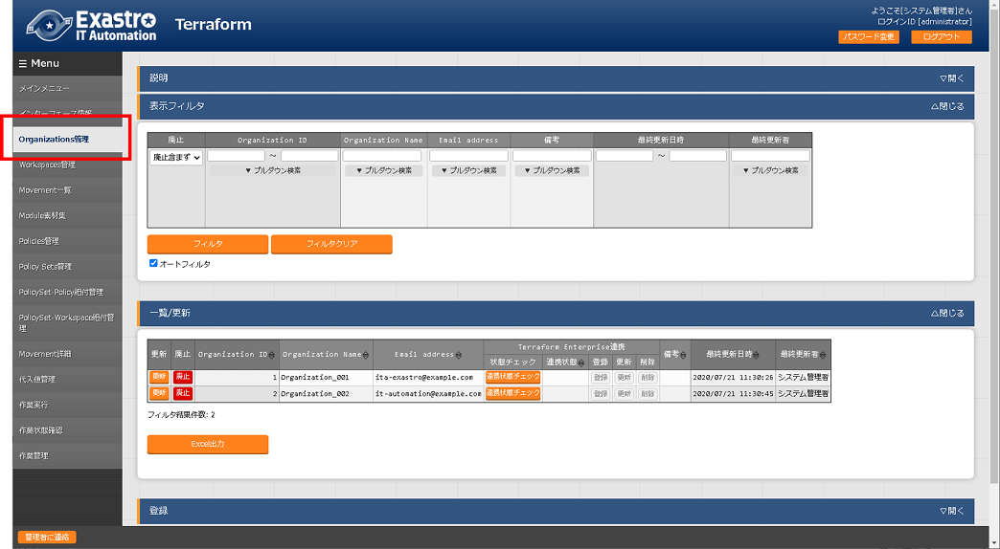 Exastro
IT Automation
Terraform
ようこそ[システム管理者]さん
ログインID [administrator]
パスワード変更 ログアウト
☰ Menu
メインメニュー
インターフェース情報
Organizations管理
Workspaces管理
Movement一覧
Module素材集
Policies管理
Policy Sets管理
PolicySet-Policy紐付管理
PolicySet-Workspace紐付管
理
Movement詳細
代入値管理
作業実行
作業状態確認
作業管理
管理者に連絡
説明 ▽開く
表示フィルタ △閉じる
廃止 Organization ID Organization Name Email address 備考 最終更新日時 最終更新者
廃止含まず ～ ～
▼ プルダウン検索 ▼ プルダウン検索 ▼ プルダウン検索 ▼ プルダウン検索 ▼ プルダウン検索
フィルタ フィルタクリア
オートフィルタ
一覧/更新 △閉じる
Terraform Enterprise連携
更新 廃止 Organization ID Organization Name Email address 状態チェック 連携状態 登録 更新 削除 備考 最終更新日時 最終更新者
更新 廃止 1 Organization_001 ita-exastro@example.com 連携状態チェック 登録 更新 削除 2020/07/21 11:30:26 システム管理者
更新 廃止 2 Organization_002 it-automation@example.com 連携状態チェック 登録 更新 削除 2020/07/21 11:30:45 システム管理者
フィルタ結果件数: 2
Excel出力
登録 ▽開く